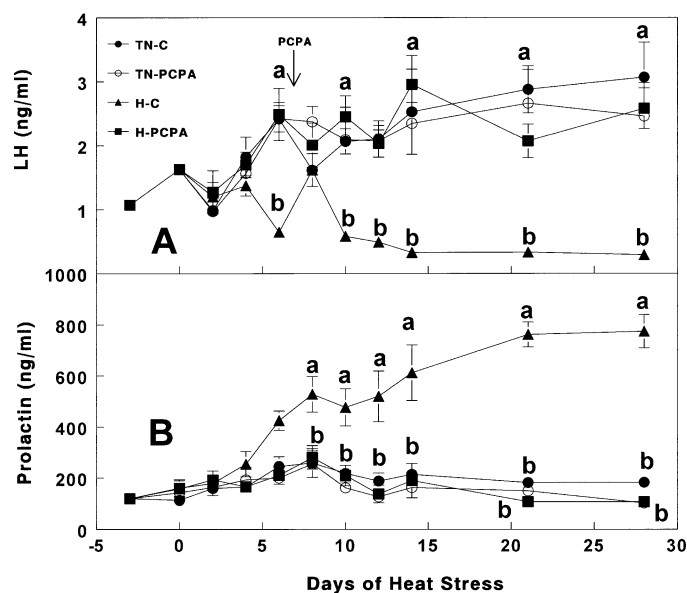 4
TN-C
TN-PCPA
H-C
H-PCPA
PCPA
a
a
a
a
a
3
2
1
LH (ng/ml)
A
b
b
b
b
b
b
1000
800
600
400
200
0
Prolactin (ng/ml)
B
a
a
a
a
a
a
b
b
b
b
b
b
b
b
-5
0
5
10
15
20
25
30
Days of Heat Stress